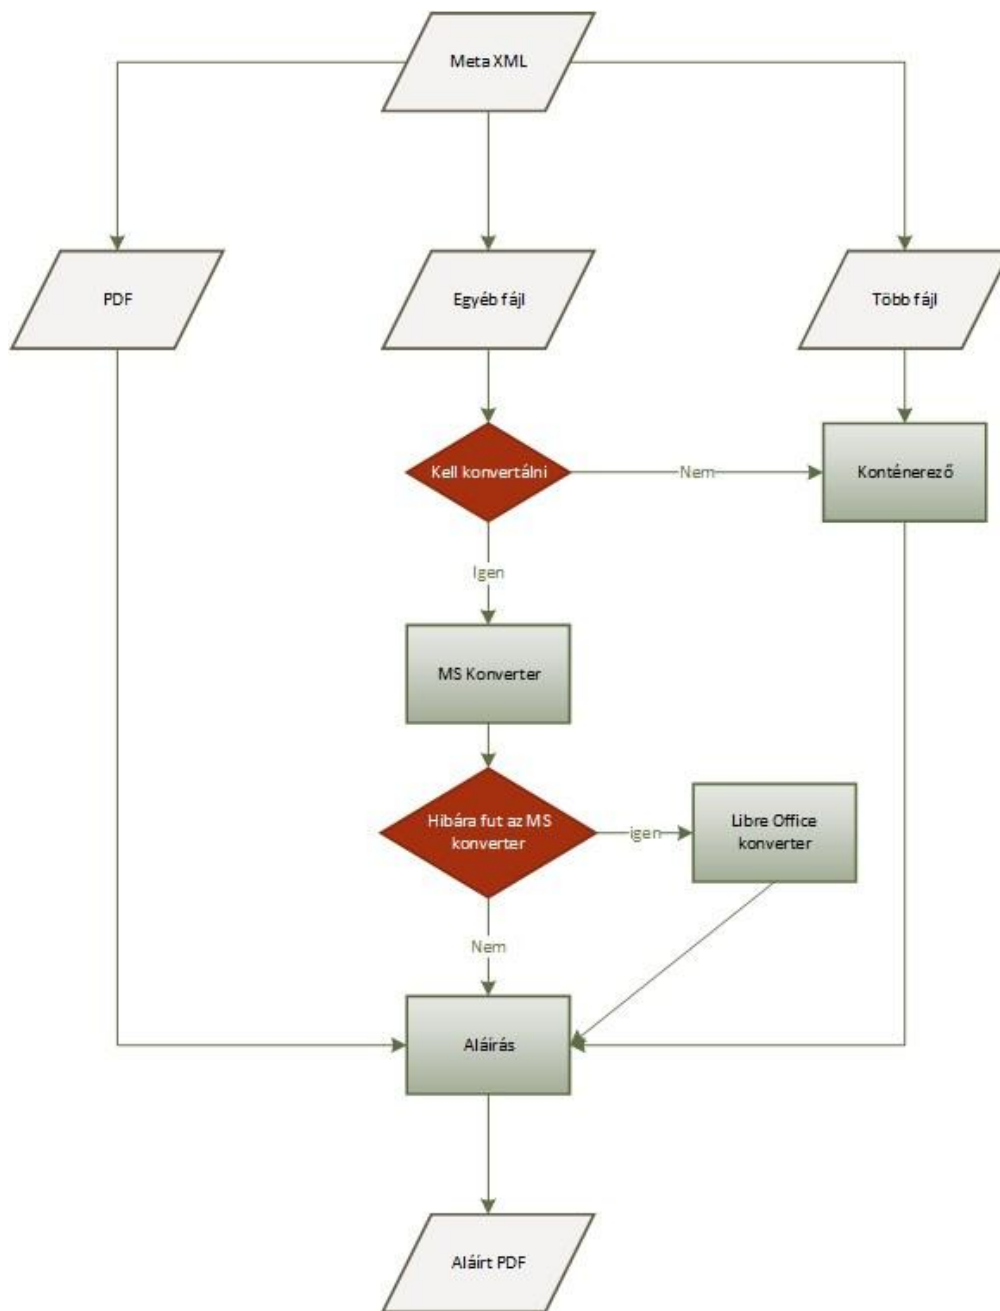 Meta XML
PDF
Egyéb fájl
Több fájl
Kell konvertálni
Nem
Konténerező
Igen
MS Konverter
Hibára fut az MS
konverter
igen
Libre Office
konverter
Nem
Aláírás
Aláírt PDF